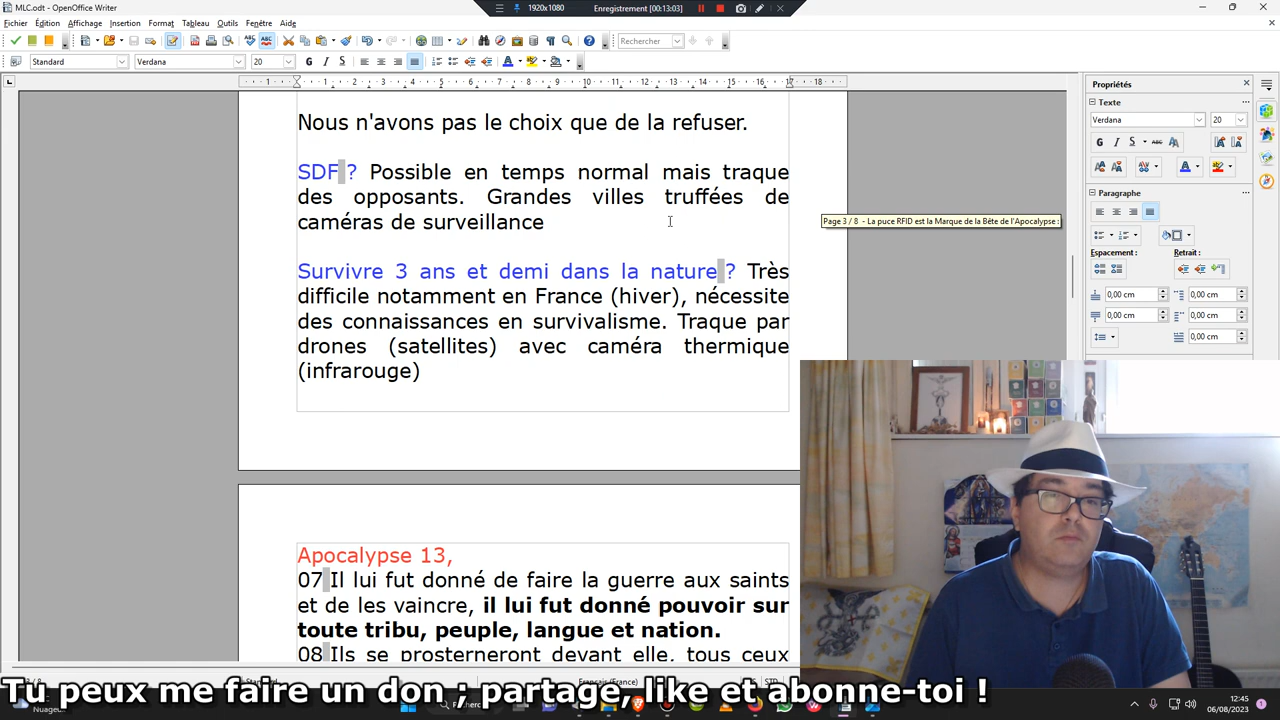 MLC.odt - OpenOffice Writer
1920x1080
Enregistrement [00:13:03]
Fichier Édition Affichage Insertion Format Tableau Outils Fenêtre Aide
Rechercher
Standard
Verdana
20
Propriétés
Texte
Verdana
20
Paragraphe
Espacement :
Retrait :
0,00 cm
0,00 cm
0,00 cm
0,00 cm
0,00 cm
Nous n'avons pas le choix que de la refuser.
SDF ? Possible en temps normal mais traque
des opposants. Grandes villes truffées de
caméras de surveillance
Page 3 / 8 - La puce RFID est la Marque de la Bête de l'Apocalypse :
Survivre 3 ans et demi dans la nature ? Très
difficile notamment en France (hiver), nécessite
des connaissances en survivalisme. Traque par
drones (satellites) avec caméra thermique
(infrarouge)
Apocalypse 13,
07 Il lui fut donné de faire la guerre aux saints
et de les vaincre, il lui fut donné pouvoir sur
toute tribu, peuple, langue et nation.
08 Ils se prosterneront devant elle, tous ceux
Tu peux me faire un don ; partage, like et abonne-toi !
Nuageux
12:45
06/08/2023